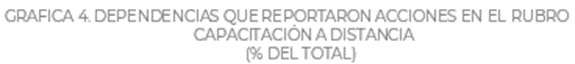 GRAFICA 4. DEPENDENCIAS QUE REPORTARON ACCIONES EN EL RUBRO
CAPACITACIÓN A DISTANCIA
(% DEL TOTAL)